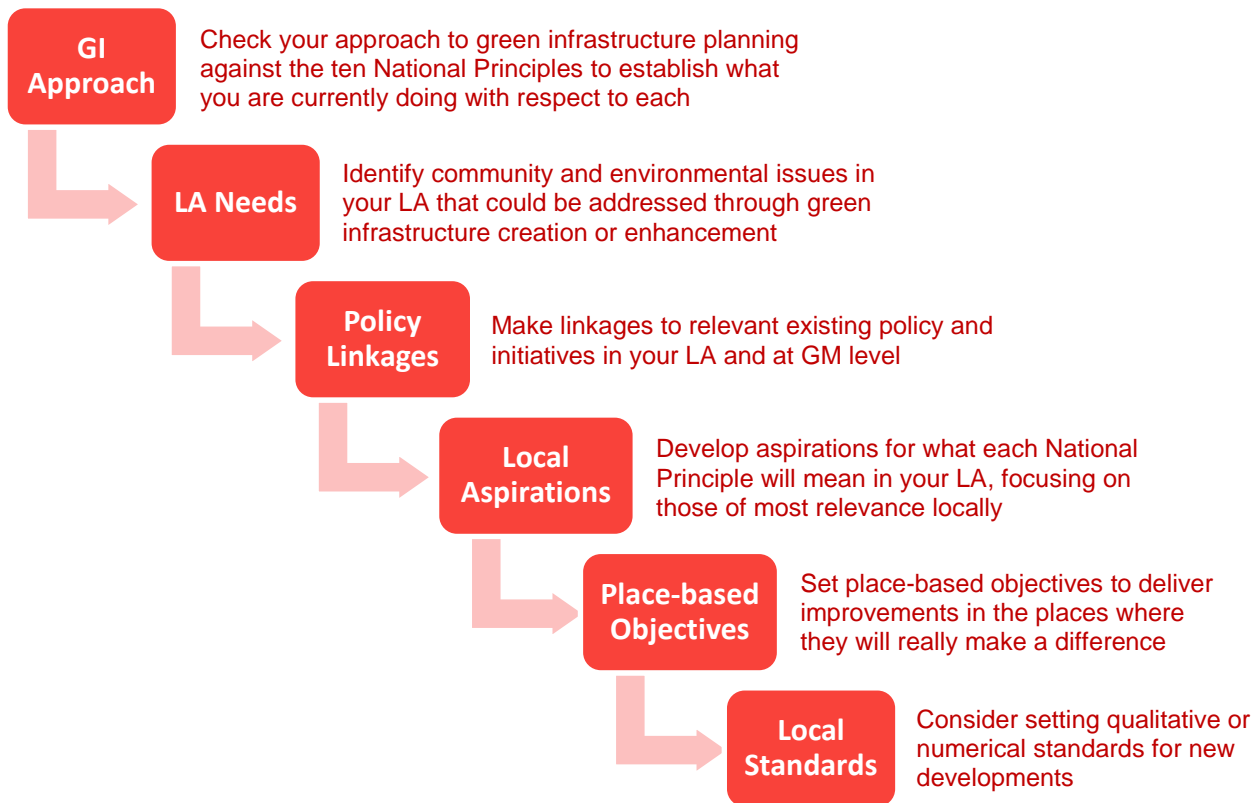 GI
Approach
Check your approach to green infrastructure planning
against the ten National Principles to establish what
you are currently doing with respect to each
LA Needs
Identify community and environmental issues in
your LA that could be addressed through green
infrastructure creation or enhancement
Policy
Linkages
Make linkages to relevant existing policy and
initiatives in your LA and at GM level
Local
Aspirations
Develop aspirations for what each National
Principle will mean in your LA, focusing on
those of most relevance locally
Place-based
Objectives
Set place-based objectives to deliver
improvements in the places where
they will really make a difference
Local
Standards
Consider setting qualitative or
numerical standards for new
developments